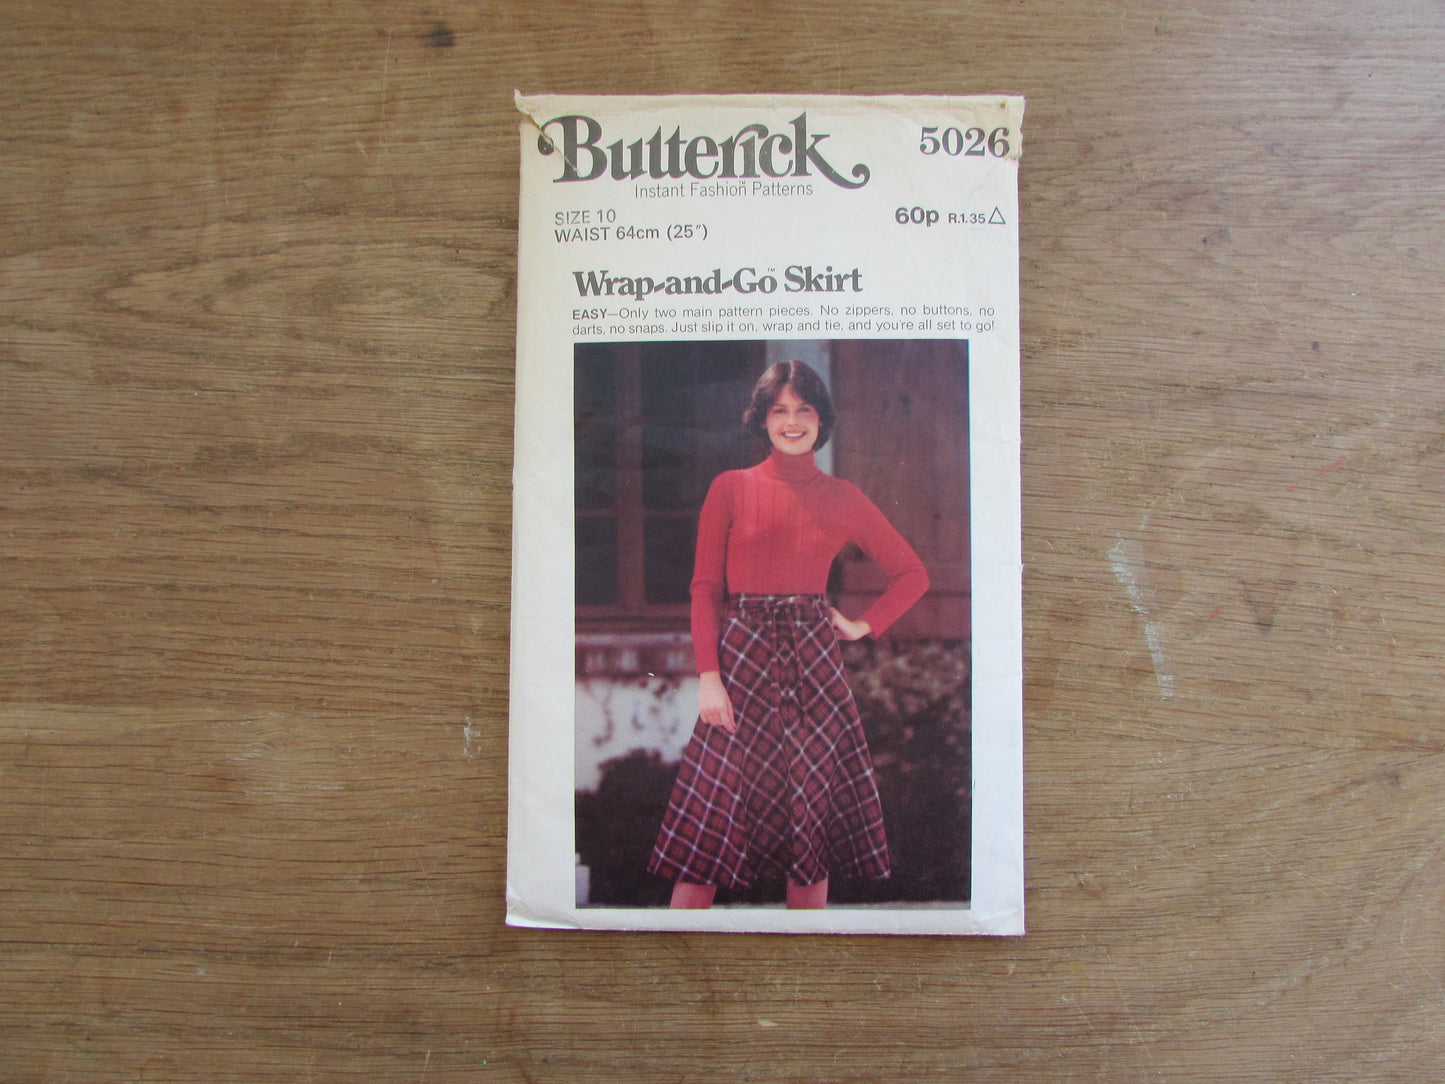 Butterick 5026
Instant Fashion™ Patterns
SIZE 10
WAIST 64cm (25")
60p R.1.35△
Wrap-and-Go™ Skirt
EASY—Only two main pattern pieces. No zippers, no buttons, no
darts, no snaps. Just slip it on, wrap and tie, and you're all set to go!